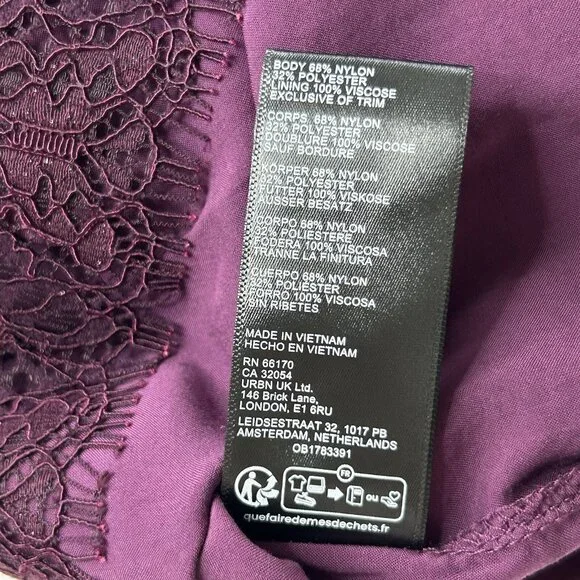 BODY 68% NYLON
32% POLYESTER
LINING 100% VISCOSE
EXCLUSIVE OF TRIM
CORPS 68% NYLON
32% POLYESTER
DOUBLURE 100% VISCOSE
SAUF BORDURE
KÖRPER 68% NYLON
32% POLYESTER
FUTTER 100% VISKOSE
AUSSER BESATZ
CORPO 68% NYLON
32% POLIESTERE
FODERA 100% VISCOSA
TRANNE LA FINITURA
CUERPO 68% NYLON
32% POLIESTER
FORRO 100% VISCOSA
SIN RIBETES
MADE IN VIETNAM
HECHO EN VIETNAM
RN 66170
CA 32054
URBN UK Ltd.
146 Brick Lane,
LONDON, E1 6RU
LEIDSESTRAAT 32, 1017 PB
AMSTERDAM, NETHERLANDS
OB1783391
FR
OU
quefairedemesdechets.fr